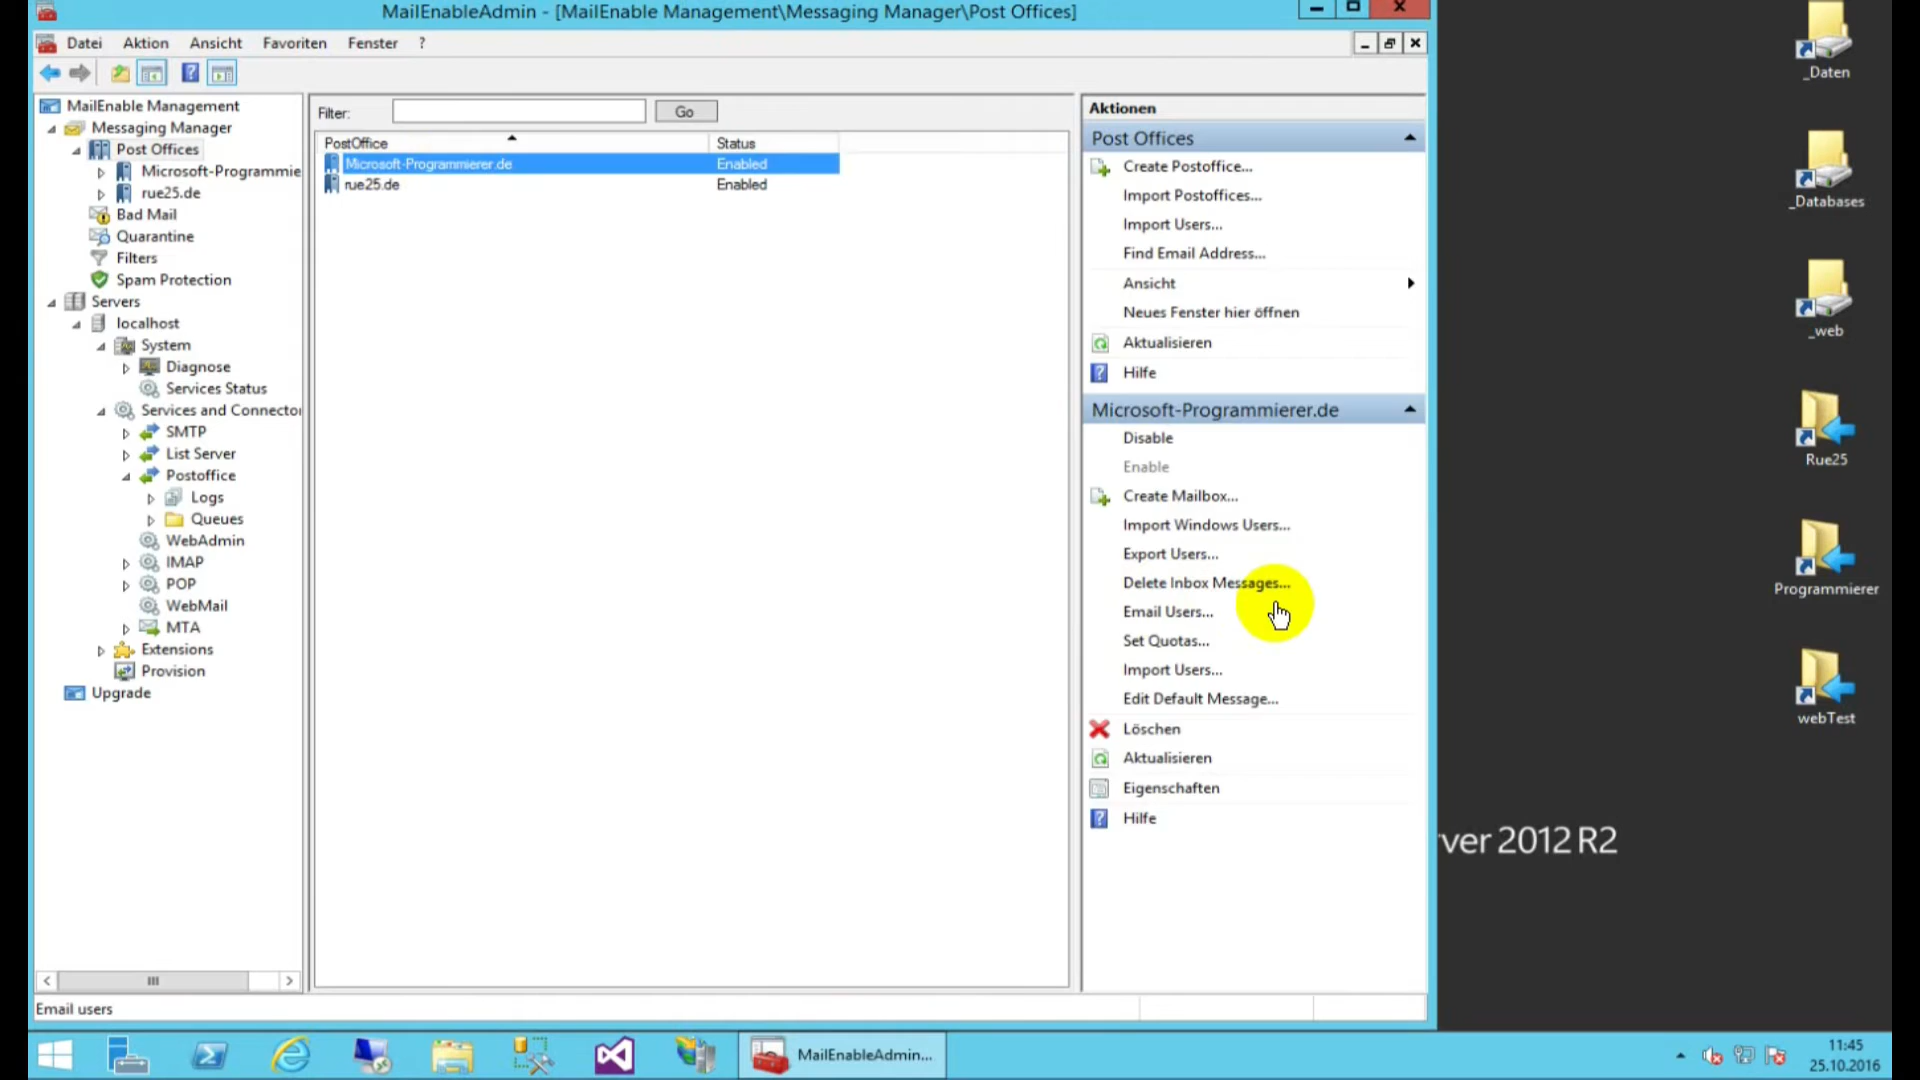 MailEnableAdmin - [MailEnable Management\Messaging Manager\Post Offices]
Datei Aktion Ansicht Favoriten Fenster ?
MailEnable Management
Messaging Manager
Post Offices
Microsoft-Programmie
rue25.de
Bad Mail
Quarantine
Filters
Spam Protection
Servers
localhost
System
Diagnose
Services Status
Services and Connector
SMTP
List Server
Postoffice
Logs
Queues
WebAdmin
IMAP
POP
WebMail
MTA
Extensions
Provision
Upgrade
Filter: Go
PostOffice Status
Microsoft-Programmierer.de Enabled
rue25.de Enabled
Aktionen
Post Offices
Create Postoffice...
Import Postoffices...
Import Users...
Find Email Address...
Ansicht
Neues Fenster hier öffnen
Aktualisieren
Hilfe
Microsoft-Programmierer.de
Disable
Enable
Create Mailbox...
Import Windows Users...
Export Users...
Delete Inbox Messages...
Email Users...
Set Quotas...
Import Users...
Edit Default Message...
Löschen
Aktualisieren
Eigenschaften
Hilfe
Email users
_Daten
_Databases
_web
Rue25
Programmierer
webTest
ver 2012 R2
MailEnableAdmin...
11:45
25.10.2016